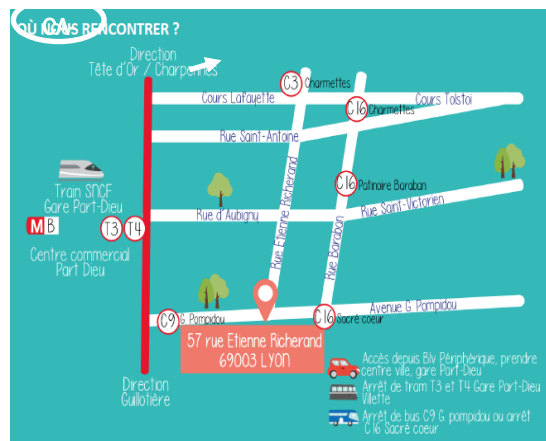 CA
OÙ NOUS RENCONTRER ?
Direction
Tête d'Or / Charpennes
C3 Charmettes
Cours Lafayette
Cours Tolstoï
C16 Charmettes
Rue Saint-Antoine
Train SNCF
Gare Part-Dieu
C16 Patinoire Baraban
M B
T3 T4
Rue d'Aubigny
Rue Etienne Richerand
Rue Baraban
Rue Saint-Victorien
Centre commercial
Part Dieu
Avenue G Pompidou
C9 G Pompidou
C16 Sacré coeur
57 rue Etienne Richerand
69003 LYON
Direction
Guillotière
Accès depuis Blv Périphérique, prendre
centre ville, gare Part-Dieu
Arrêt de tram T3 et T4 Gare Part-Dieu
Villette
Arrêt de bus C9 G pompidou ou arrêt
C16 Sacré coeur